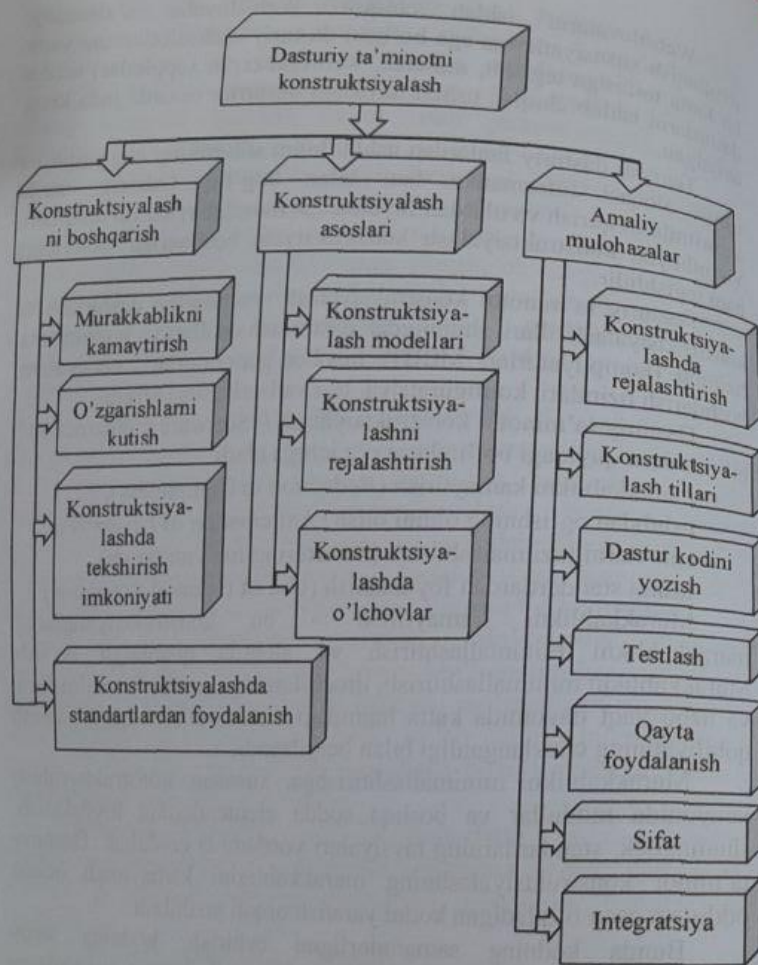 Dasturiy ta'minotni
konstruktsiyalash
Konstruktsiyalash
ni boshqarish
Murakkablikni
kamaytirish
O'zgarishlarni
kutish
Konstruktsiya-
lashda
tekshirish
imkoniyati
Konstruktsiyalashda
standartlardan foydalanish
Konstruktsiyalash
asoslari
Konstruktsiya-
lash modellari
Konstruktsiya-
lashni
rejalashtirish
Konstruktsiya-
lashda
o'lchovlar
Amaliy
mulohazalar
Konstruktsiya-
lashda
rejalashtirish
Konstruktsiya-
lash tillari
Dastur kodini
yozish
Testlash
Qayta
foydalanish
Sifat
Integratsiya